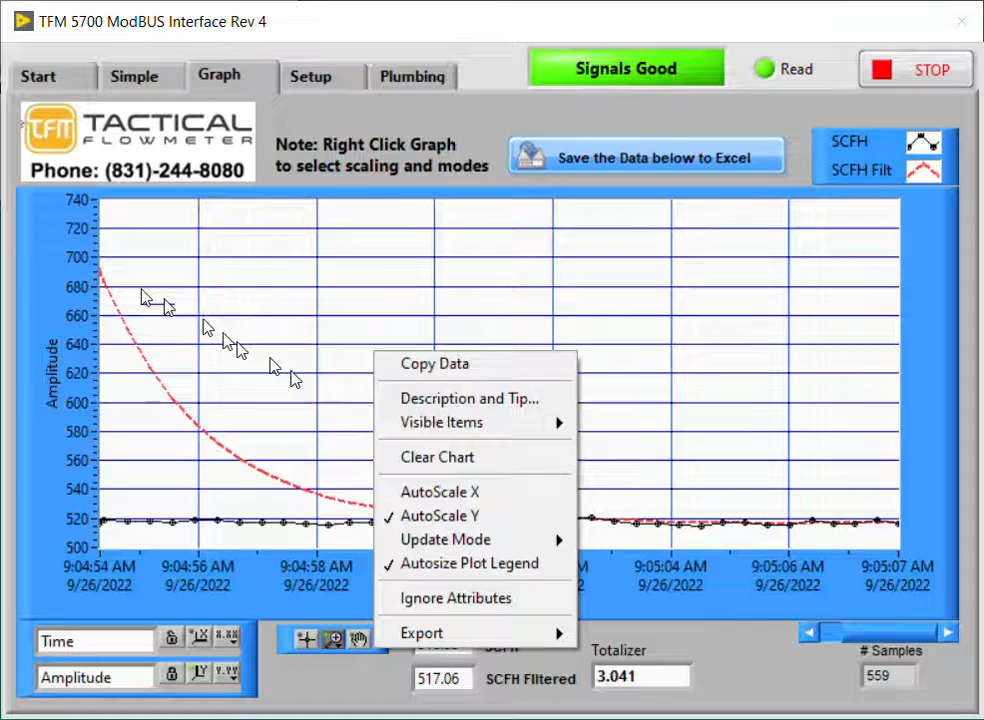 TFM 5700 ModBUS Interface Rev 4
Start
Simple
Graph
Setup
Plumbing
Signals Good
Read
STOP
TFM TACTICAL
FLOWMETER
Phone: (831)-244-8080
Note: Right Click Graph
to select scaling and modes
Save the Data below to Excel
SCFH
SCFH Filt
740
720
700
680
660
640
620
600
580
560
540
520
500
Amplitude
Copy Data
Description and Tip...
Visible Items
Clear Chart
AutoScale X
AutoScale Y
Update Mode
Autosize Plot Legend
Ignore Attributes
Export
9:04:54 AM
9/26/2022
9:04:56 AM
9/26/2022
9:04:58 AM
9/26/2022
9:05:04 AM
9/26/2022
9:05:06 AM
9/26/2022
9:05:07 AM
9/26/2022
Time
X
X.XX
Amplitude
Y
Y.YY
SCFH
517.06
SCFH FIltered
Totalizer
3.041
# Samples
559